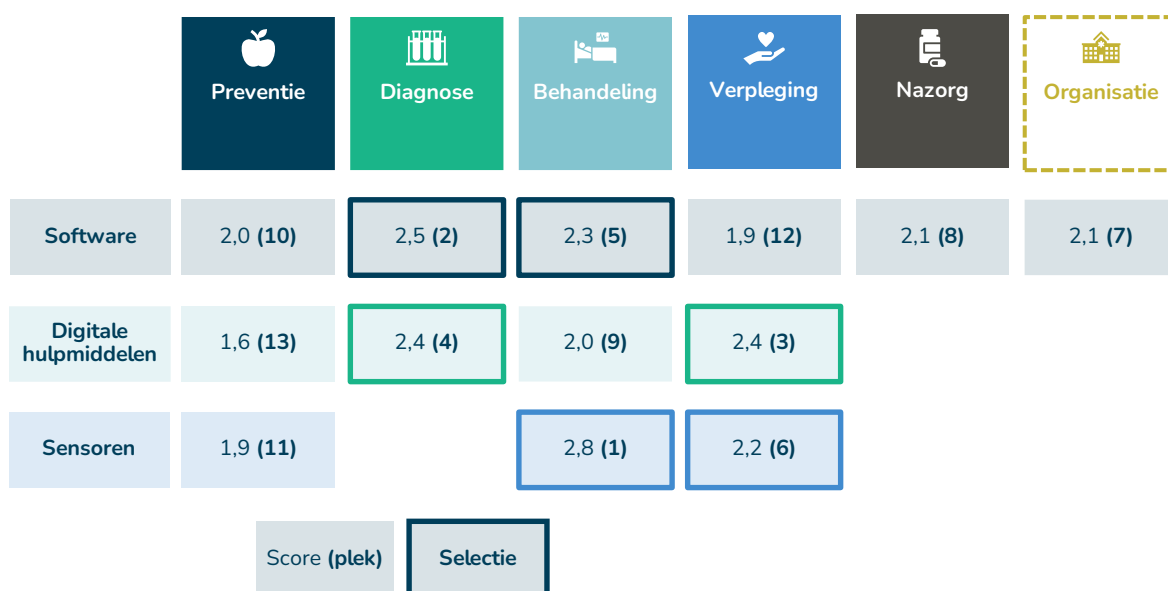 Preventie
Diagnose
Behandeling
Verpleging
Nazorg
Organisatie
Software
2,0 (10)
2,5 (2)
2,3 (5)
1,9 (12)
2,1 (8)
2,1 (7)
Digitale
hulpmiddelen
1,6 (13)
2,4 (4)
2,0 (9)
2,4 (3)
Sensoren
1,9 (11)
2,8 (1)
2,2 (6)
Score (plek)
Selectie